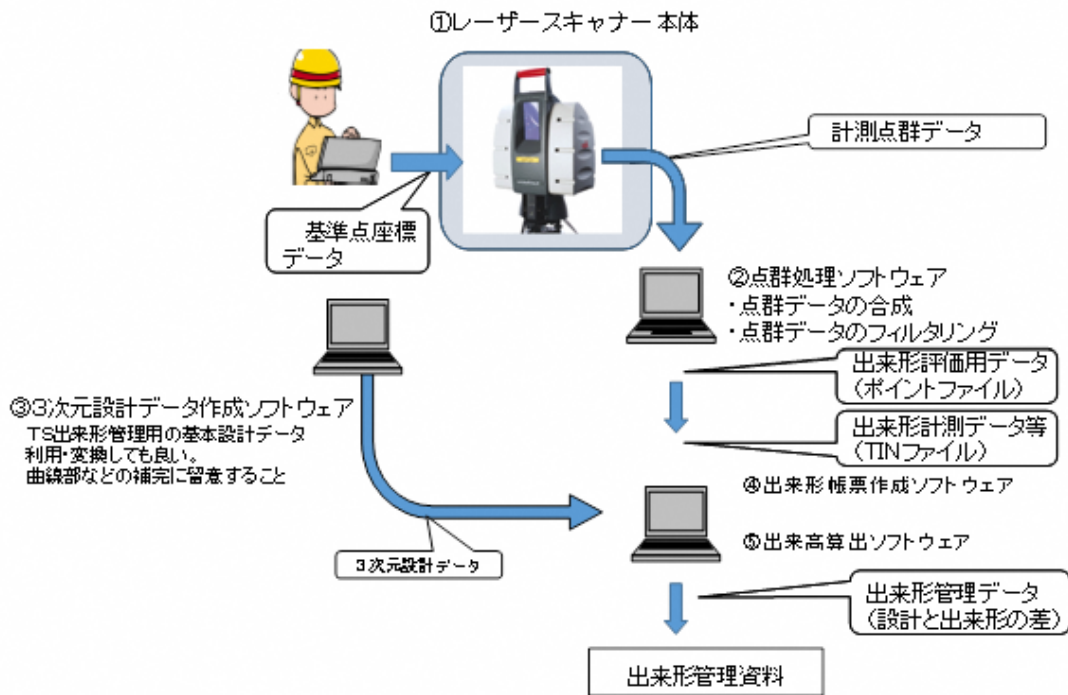 ①レーザースキャナー本体
計測点群データ
基準点座標
データ
②点群処理ソフトウェア
・点群データの合成
・点群データのフィルタリング
出来形評価用データ
(ポイントファイル)
③3次元設計データ作成ソフトウェア
TS出来形管理用の基本設計データ
利用・変換しても良い。
曲線部などの補完に留意すること
出来形計測データ等
(TINファイル)
④出来形帳票作成ソフトウェア
⑤出来高算出ソフトウェア
3次元設計データ
出来形管理データ
(設計と出来形の差)
出来形管理資料